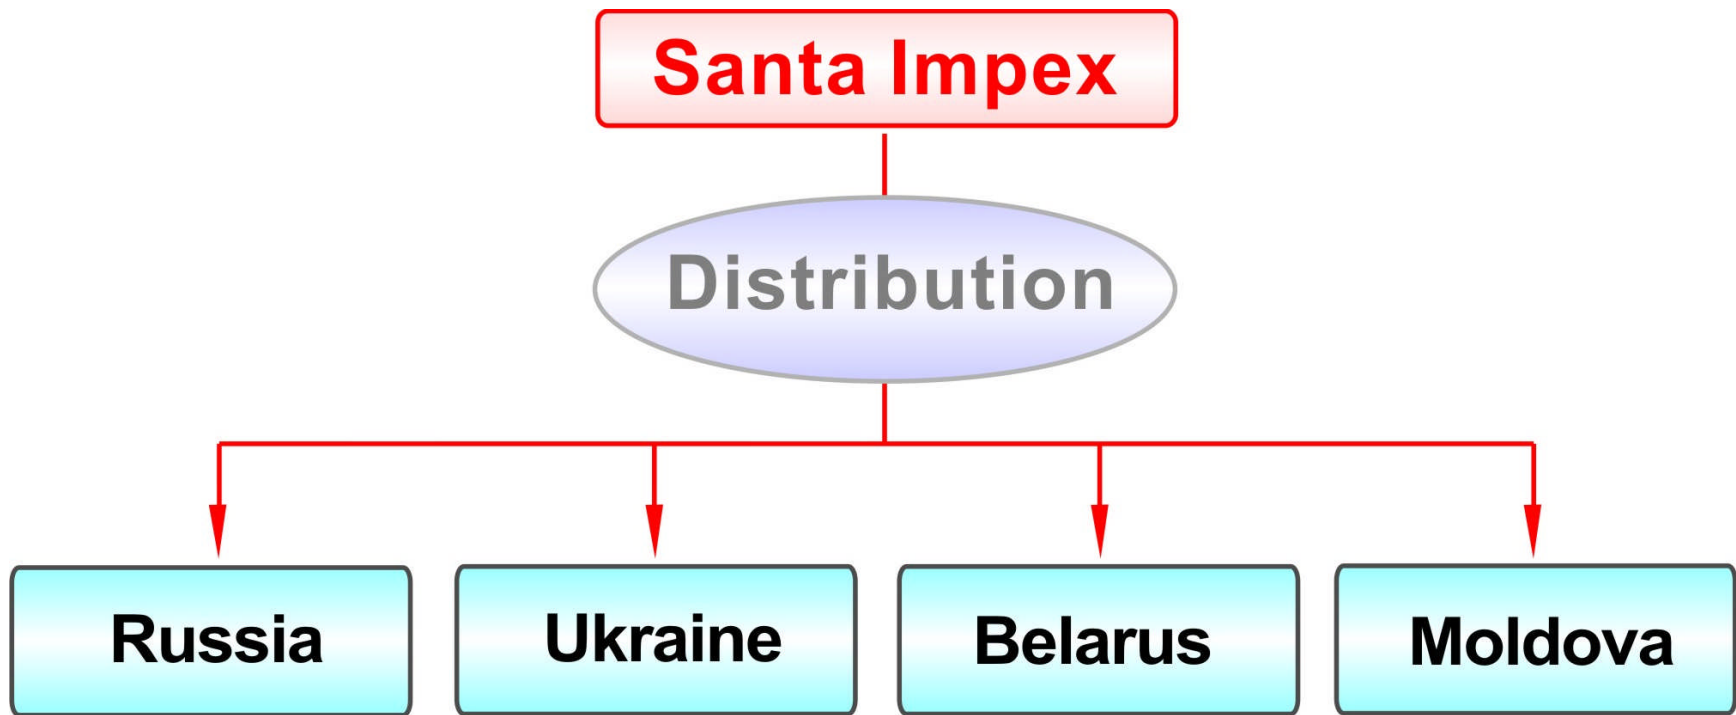 Santa Impex
Distribution
Russia
Ukraine
Belarus
Moldova